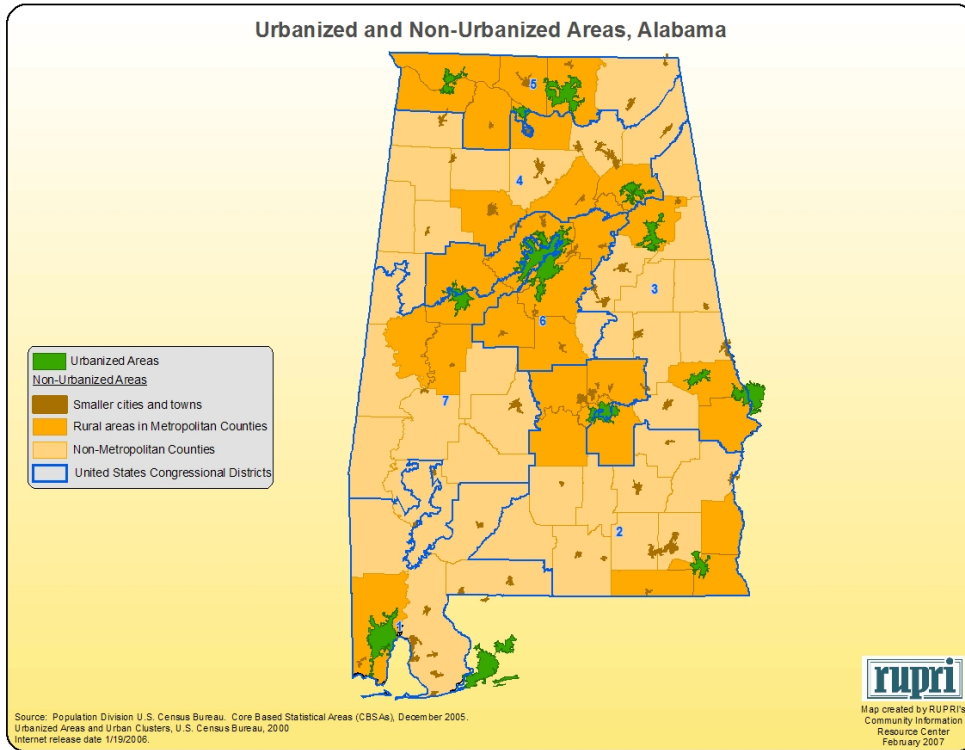 Urbanized and Non-Urbanized Areas, Alabama
5
4
3
6
7
2
1
Urbanized Areas
Non-Urbanized Areas
Smaller cities and towns
Rural areas in Metropolitan Counties
Non-Metropolitan Counties
United States Congressional Districts
Source: Population Division U.S. Census Bureau. Core Based Statistical Areas (CBSAs), December 2005.
Urbanized Areas and Urban Clusters, U.S. Census Bureau, 2000
Internet release date 1/19/2006.
rupri
Map created by RUPRI's
Community Information
Resource Center
February 2007